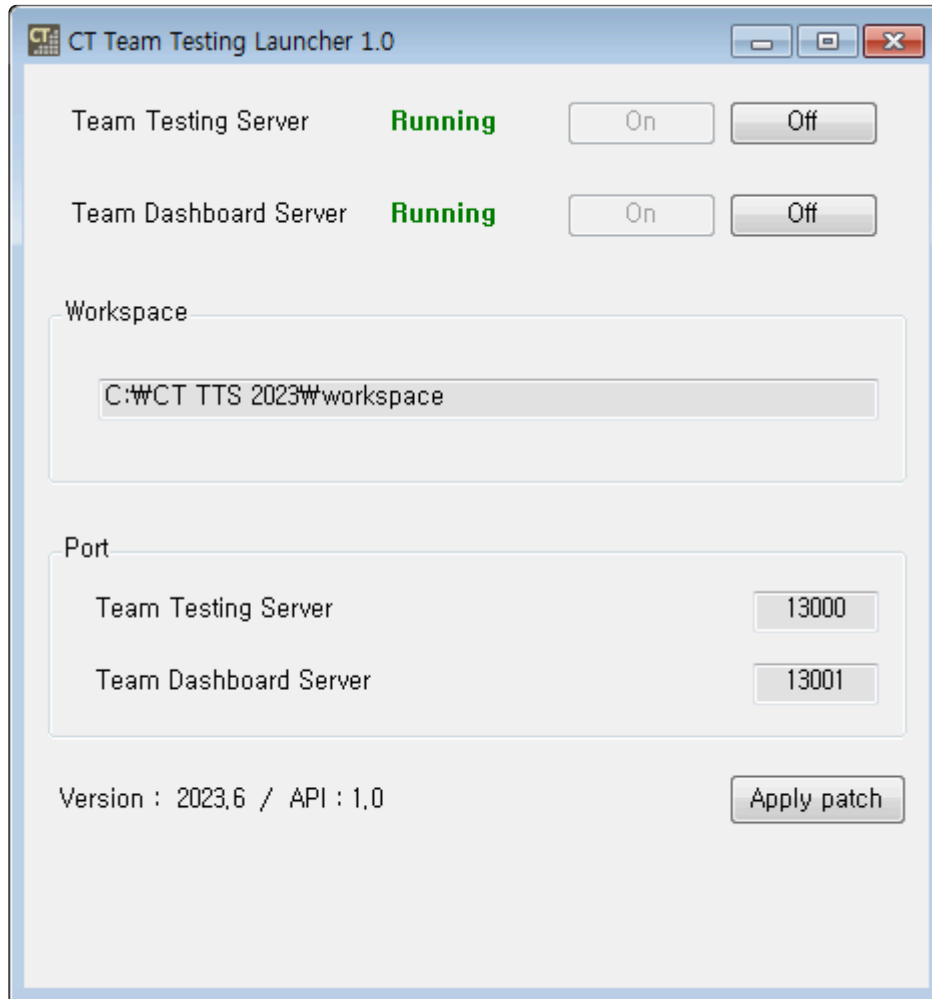 CT CT Team Testing Launcher 1.0
Team Testing Server Running On Off
Team Dashboard Server Running On Off
Workspace
C:₩CT TTS 2023₩workspace
Port
Team Testing Server 13000
Team Dashboard Server 13001
Version : 2023.6 / API : 1.0 Apply patch